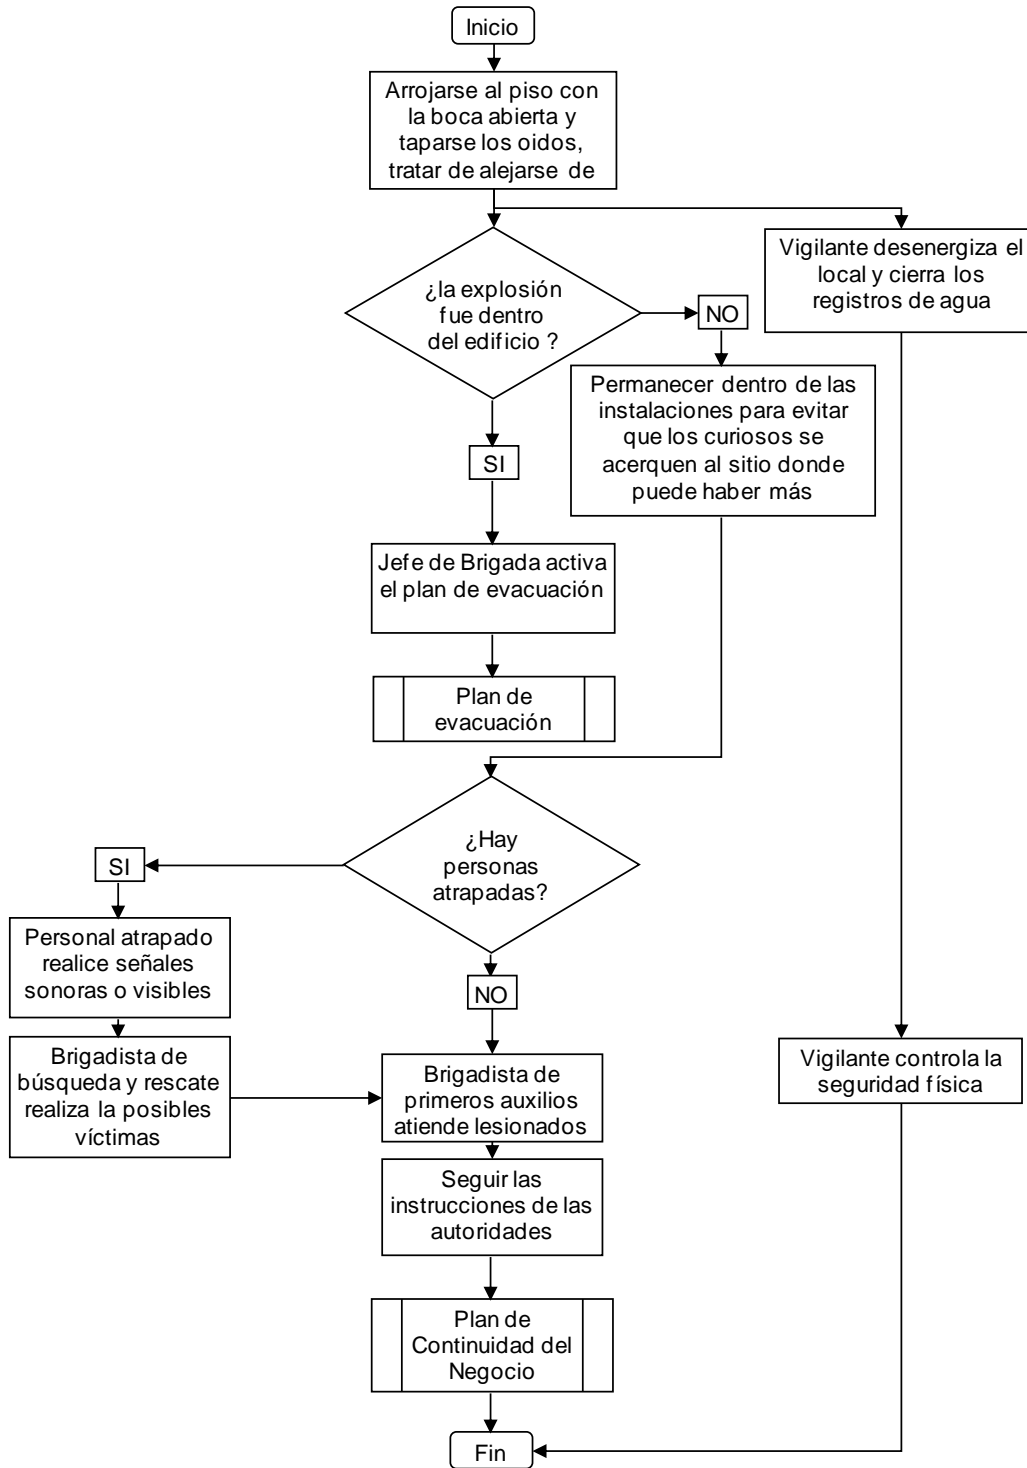 Inicio
Arrojarse al piso con
la boca abierta y
taparse los oidos,
tratar de alejarse de
¿la explosión
fue dentro
del edificio ?
NO
Vigilante desenergiza el
local y cierra los
registros de agua
Permanecer dentro de las
instalaciones para evitar
que los curiosos se
acerquen al sitio donde
puede haber más
SI
Jefe de Brigada activa
el plan de evacuación
Plan de
evacuación
¿Hay
personas
atrapadas?
SI
Personal atrapado
realice señales
sonoras o visibles
NO
Brigadista de
búsqueda y rescate
realiza la posibles
víctimas
Brigadista de
primeros auxilios
atiende lesionados
Vigilante controla la
seguridad física
Seguir las
instrucciones de las
autoridades
Plan de
Continuidad del
Negocio
Fin